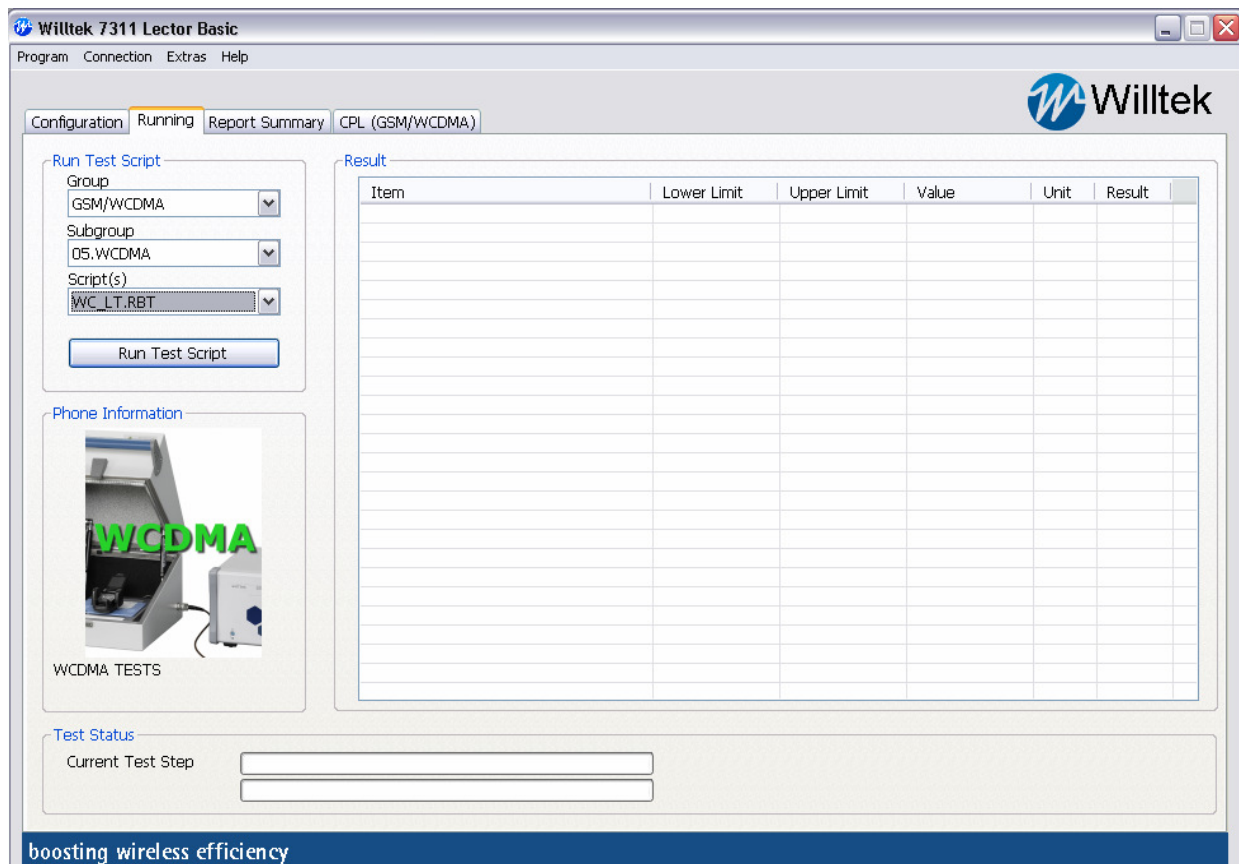 Willtek 7311 Lector Basic
Program Connection Extras Help
Willtek
Configuration Running Report Summary CPL (GSM/WCDMA)
Run Test Script
Group
GSM/WCDMA
Subgroup
05.WCDMA
Script(s)
WC_LT.RBT
Run Test Script
Phone Information
WCDMA
WCDMA TESTS
Result
Item Lower Limit Upper Limit Value Unit Result
Test Status
Current Test Step
boosting wireless efficiency